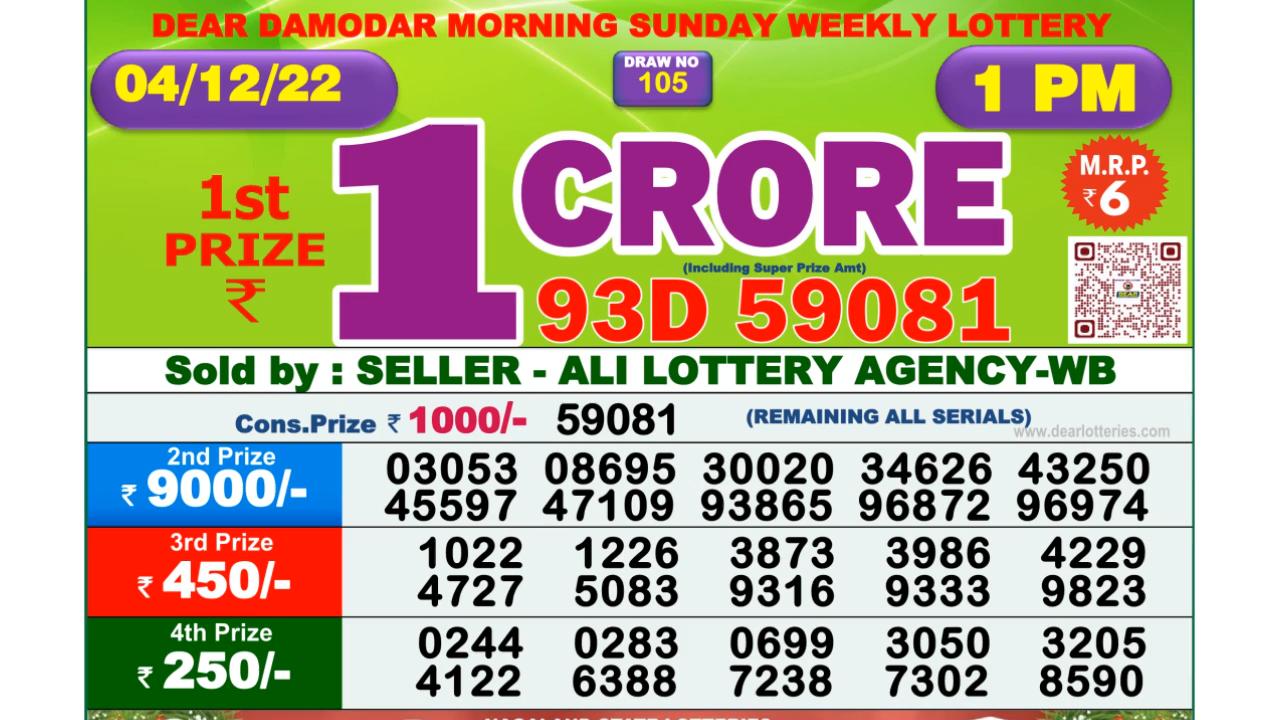 DEAR DAMODAR MORNING SUNDAY WEEKLY LOTTERY
04/12/22
DRAW NO
105
1 PM
1st
PRIZE
₹
1 CRORE
(Including Super Prize Amt)
93D 59081
M.R.P.
₹ 6
DEAR
Sold by : SELLER - ALI LOTTERY AGENCY-WB
Cons.Prize ₹ 1000/- 59081 (REMAINING ALL SERIALS)
www.dearlotteries.com
2nd Prize
₹ 9000/-
03053 08695 30020 34626 43250
45597 47109 93865 96872 96974
3rd Prize
₹ 450/-
1022 1226 3873 3986 4229
4727 5083 9316 9333 9823
4th Prize
₹ 250/-
0244 0283 0699 3050 3205
4122 6388 7238 7302 8590